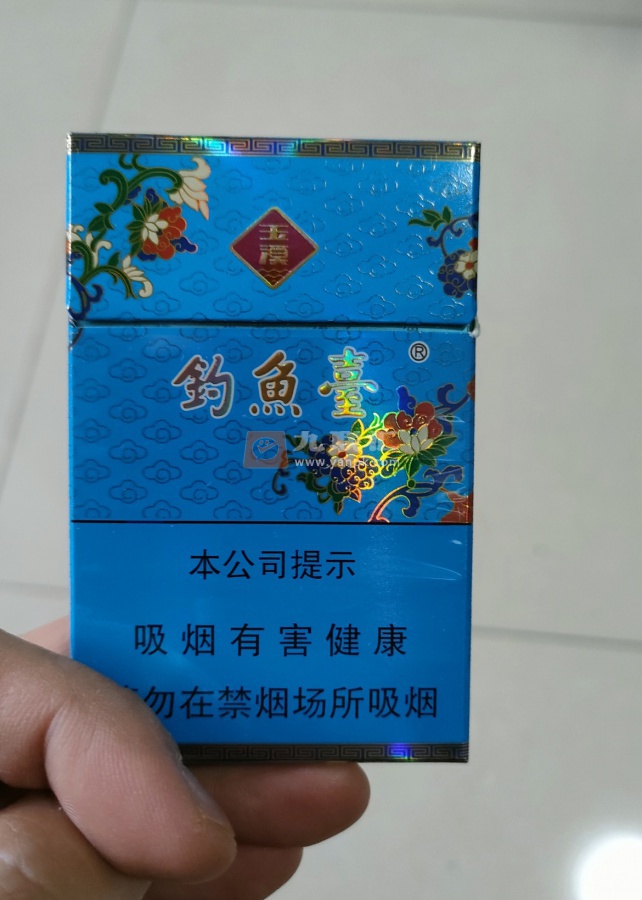 玉溪
釣魚臺®
本公司提示
吸烟有害健康
勿在禁烟场所吸烟